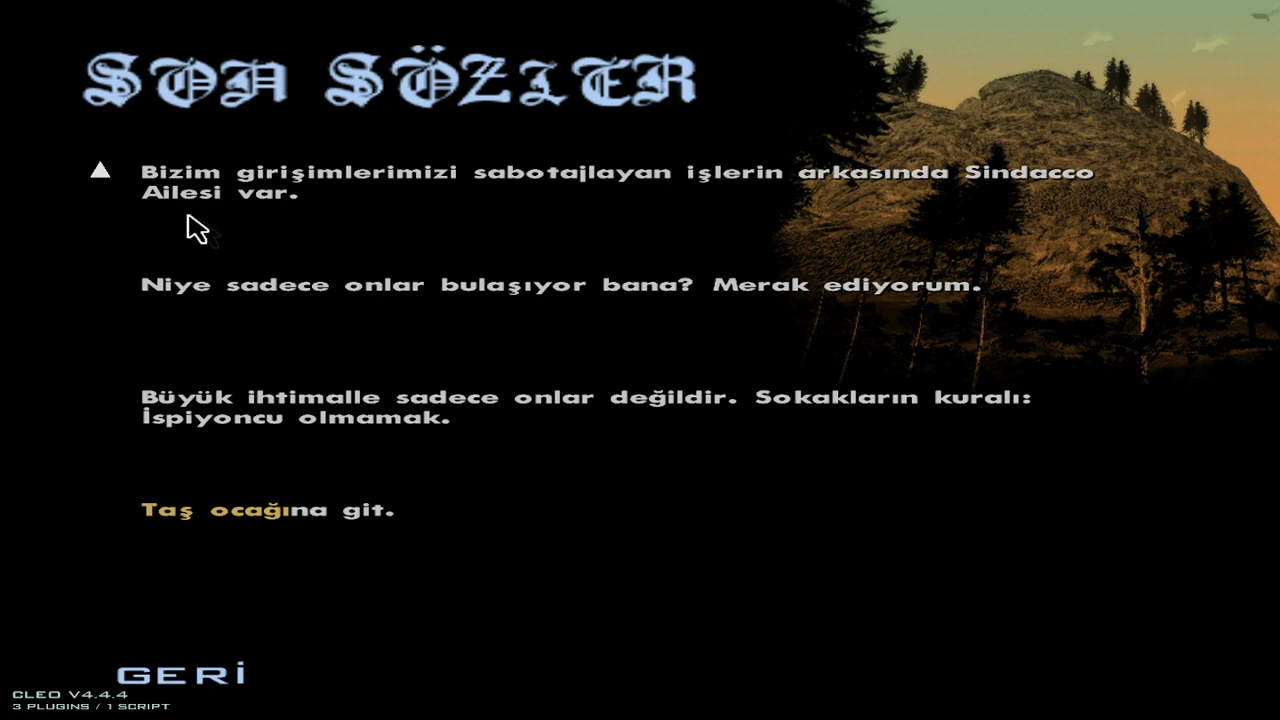 SON SÖZLER
Bizim girişimlerimizi sabotajlayan işlerin arkasında Sindacco
Ailesi var.
Niye sadece onlar bulaşıyor bana? Merak ediyorum.
Büyük ihtimalle sadece onlar değildir. Sokakların kuralı:
İspiyoncu olmamak.
Taş ocağına git.
GERİ
CLEO V4.4.4
3 PLUGINS / 1 SCRIPT